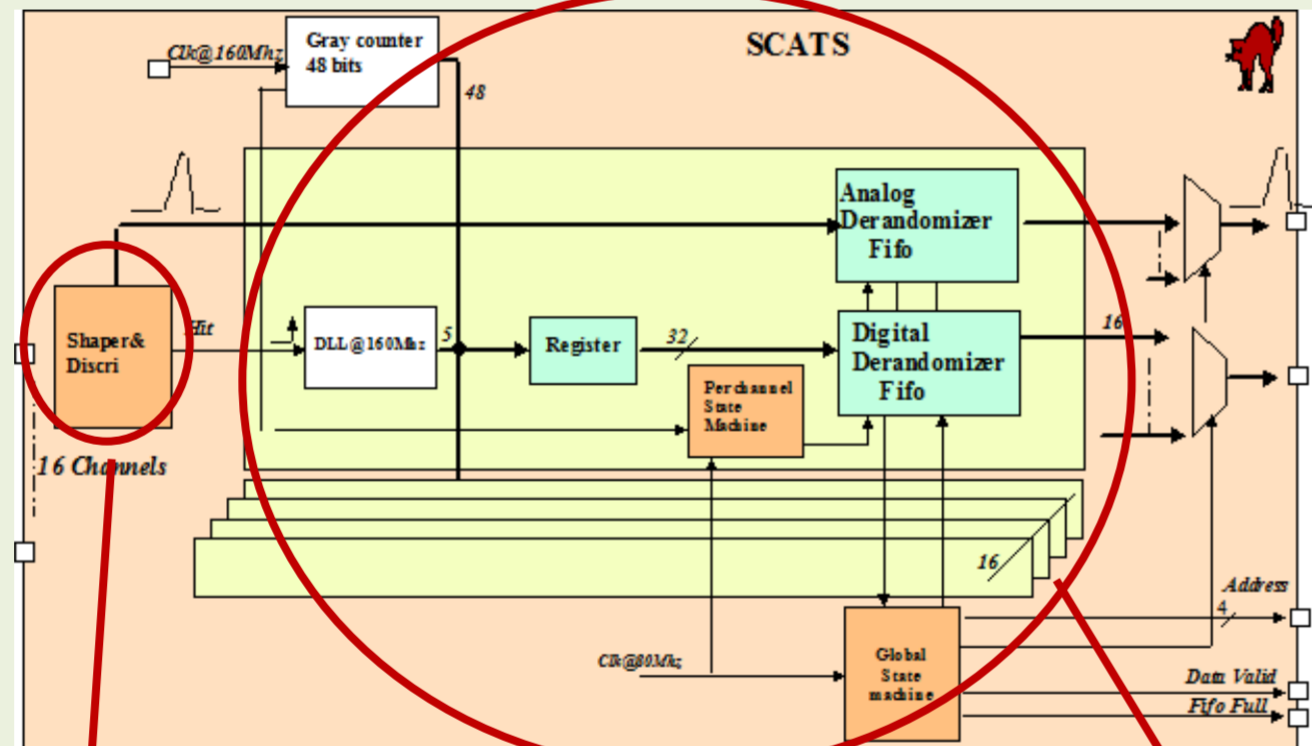 SCATS
Clk@160Mhz
Gray counter
48 bits
48
Analog
Derandomizer
Fifo
Shaper&
Discri
Hit
DLL@160Mhz
5
Register
32
Digital
Derandomizer
Fifo
16
Per channel
State
Machine
16 Channels
16
Address
4
Clk@80Mhz
Global
State
machine
Data Valid
Fifo Full